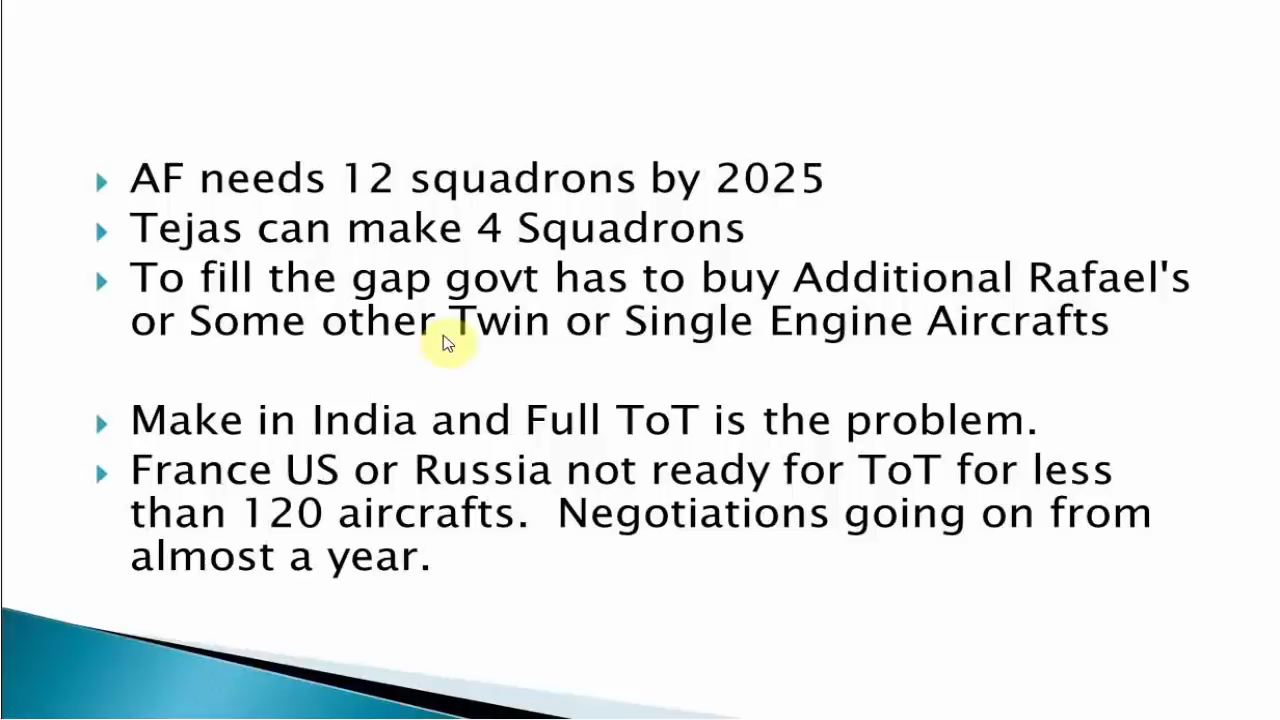 AF needs 12 squadrons by 2025
Tejas can make 4 Squadrons
To fill the gap govt has to buy Additional Rafael's
or Some other Twin or Single Engine Aircrafts
Make in India and Full ToT is the problem.
France US or Russia not ready for ToT for less
than 120 aircrafts.  Negotiations going on from
almost a year.